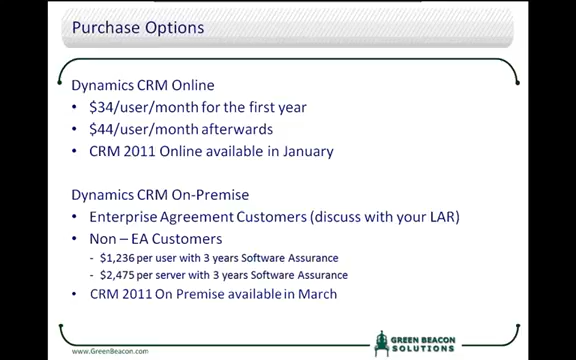 Purchase Options
Dynamics CRM Online
• $34/user/month for the first year
• $44/user/month afterwards
• CRM 2011 Online available in January
Dynamics CRM On-Premise
• Enterprise Agreement Customers (discuss with your LAR)
• Non – EA Customers
- $1,236 per user with 3 years Software Assurance
- $2,475 per server with 3 years Software Assurance
• CRM 2011 On Premise available in March
www.GreenBeacon.com
GREEN BEACON
SOLUTIONS